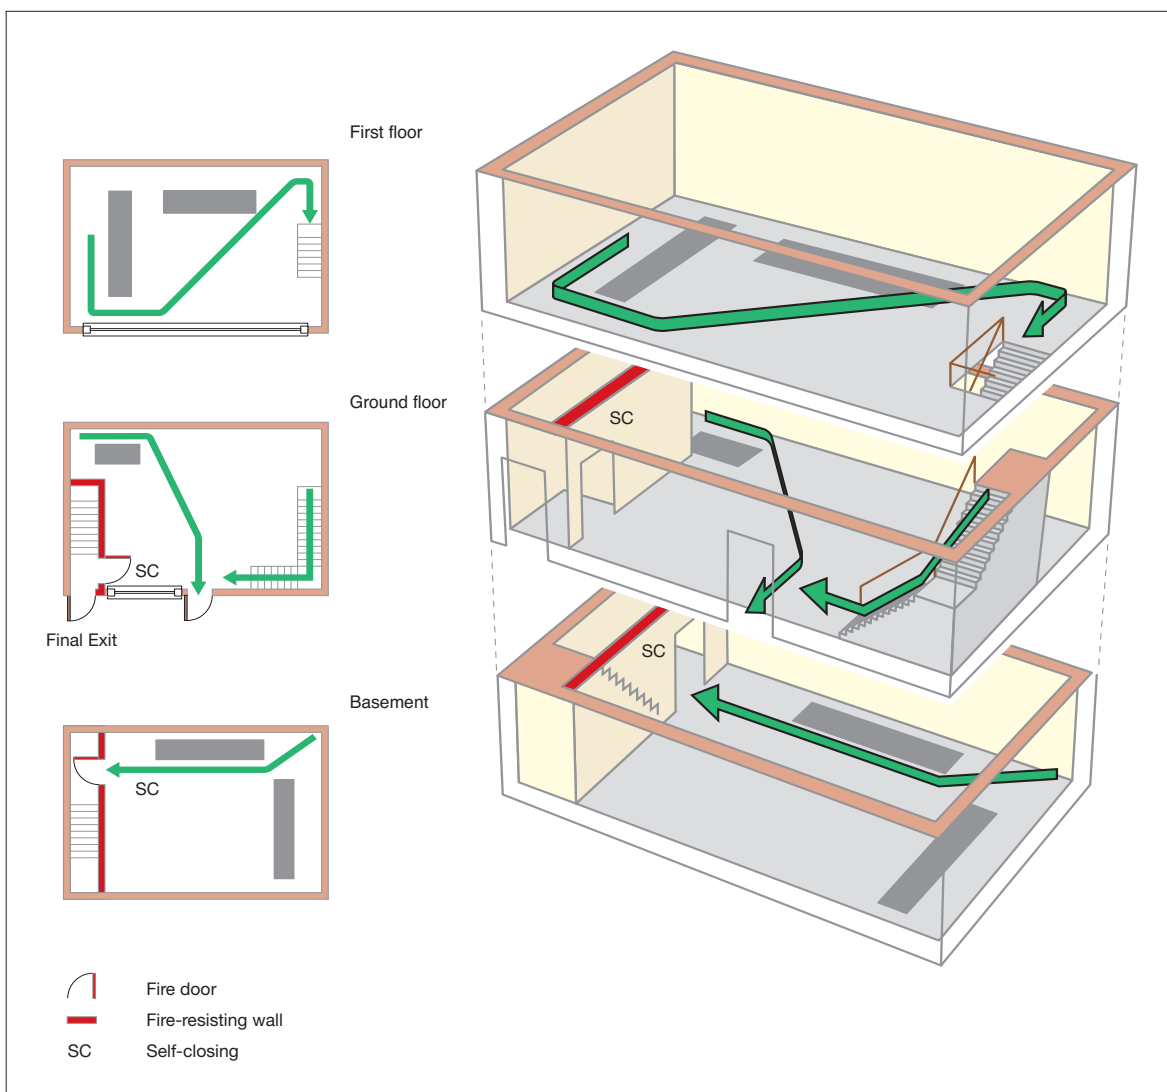 First floor
Ground floor
SC
Final Exit
Basement
SC
SC
SC
Fire door
Fire-resisting wall
SC
Self-closing